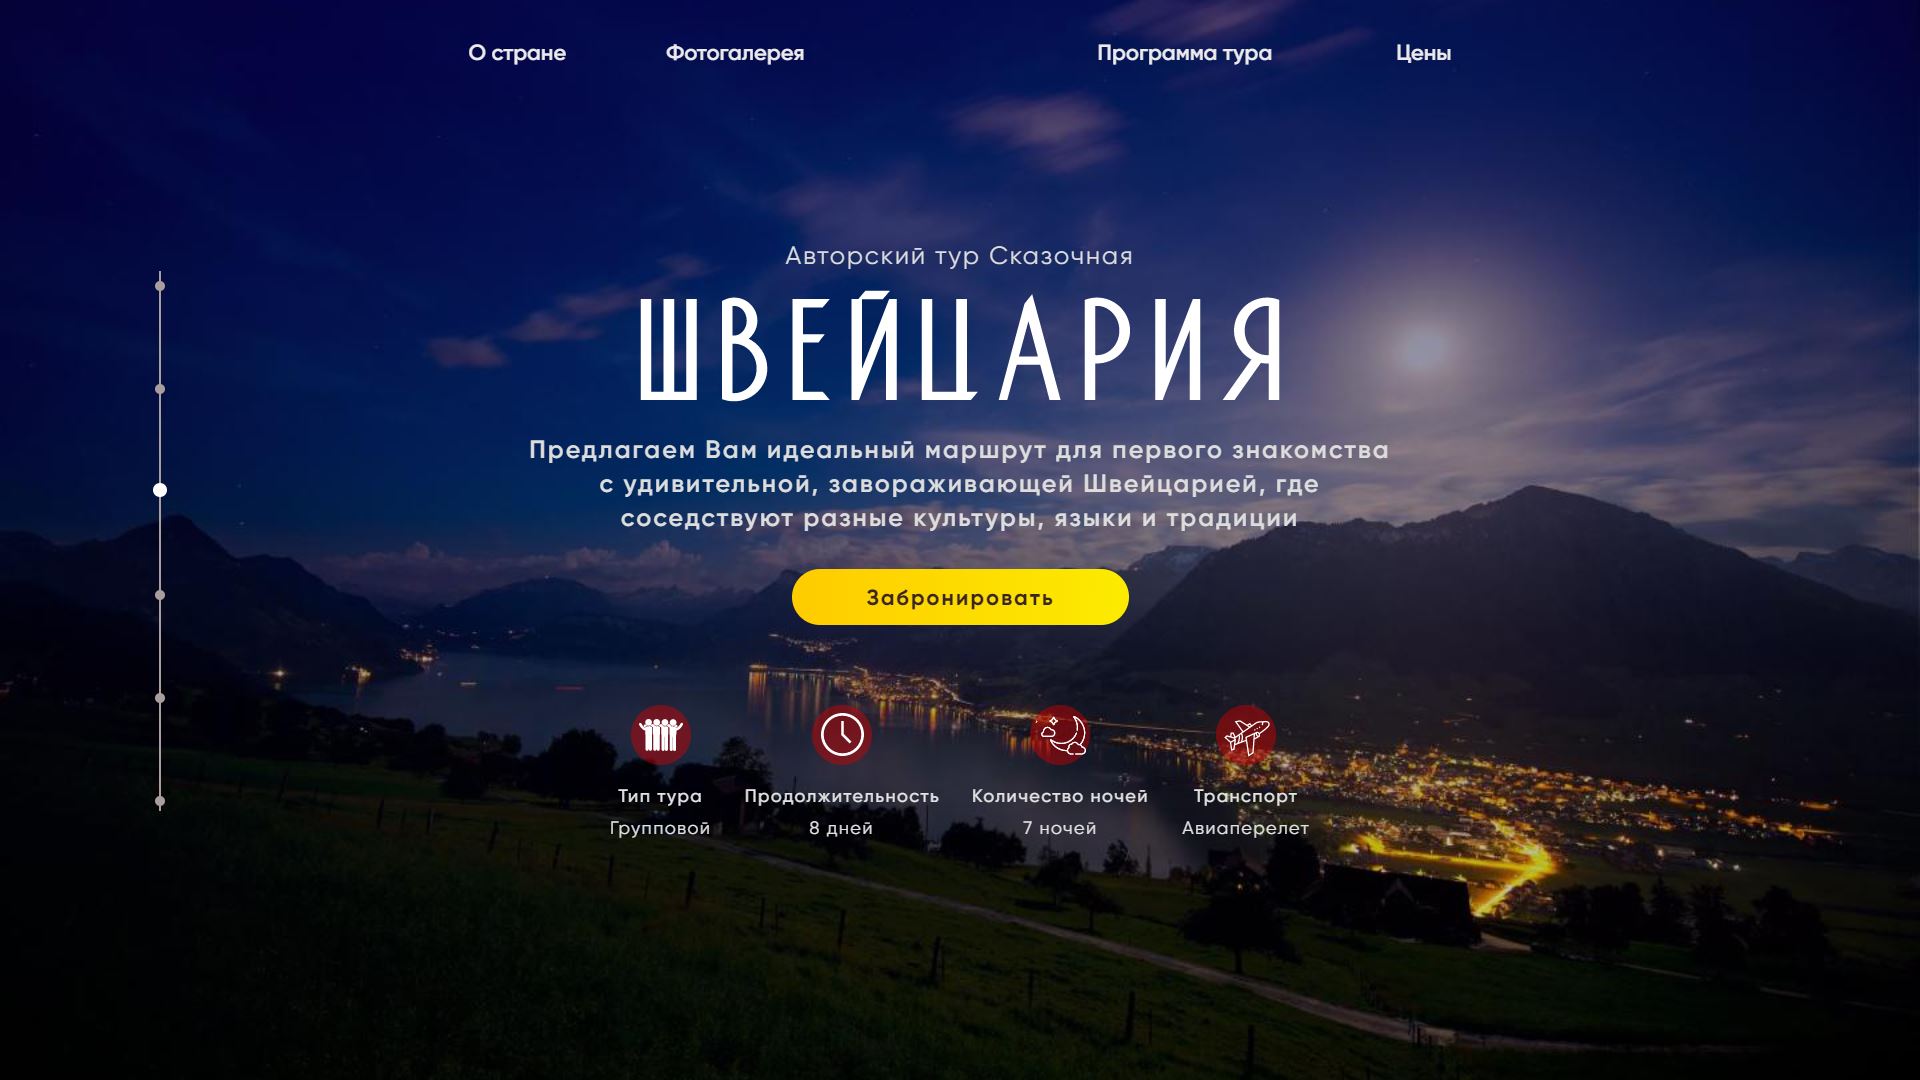 О стране Фотогалерея Программа тура Цены
Авторский тур Сказочная
ШВЕЙЦАРИЯ
Предлагаем Вам идеальный маршрут для первого знакомства
с удивительной, завораживающей Швейцарией, где
соседствуют разные культуры, языки и традиции
Забронировать
Тип тура Продолжительность Количество ночей Транспорт
Групповой 8 дней 7 ночей Авиаперелет